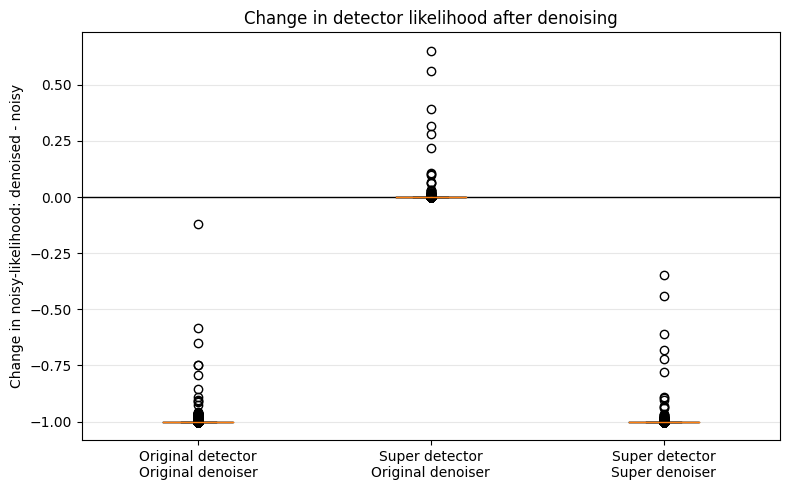 Change in detector likelihood after denoising
Change in noisy-likelihood: denoised - noisy
0.50
0.25
0.00
−0.25
−0.50
−0.75
−1.00
Original detector
Original denoiser
Super detector
Original denoiser
Super detector
Super denoiser